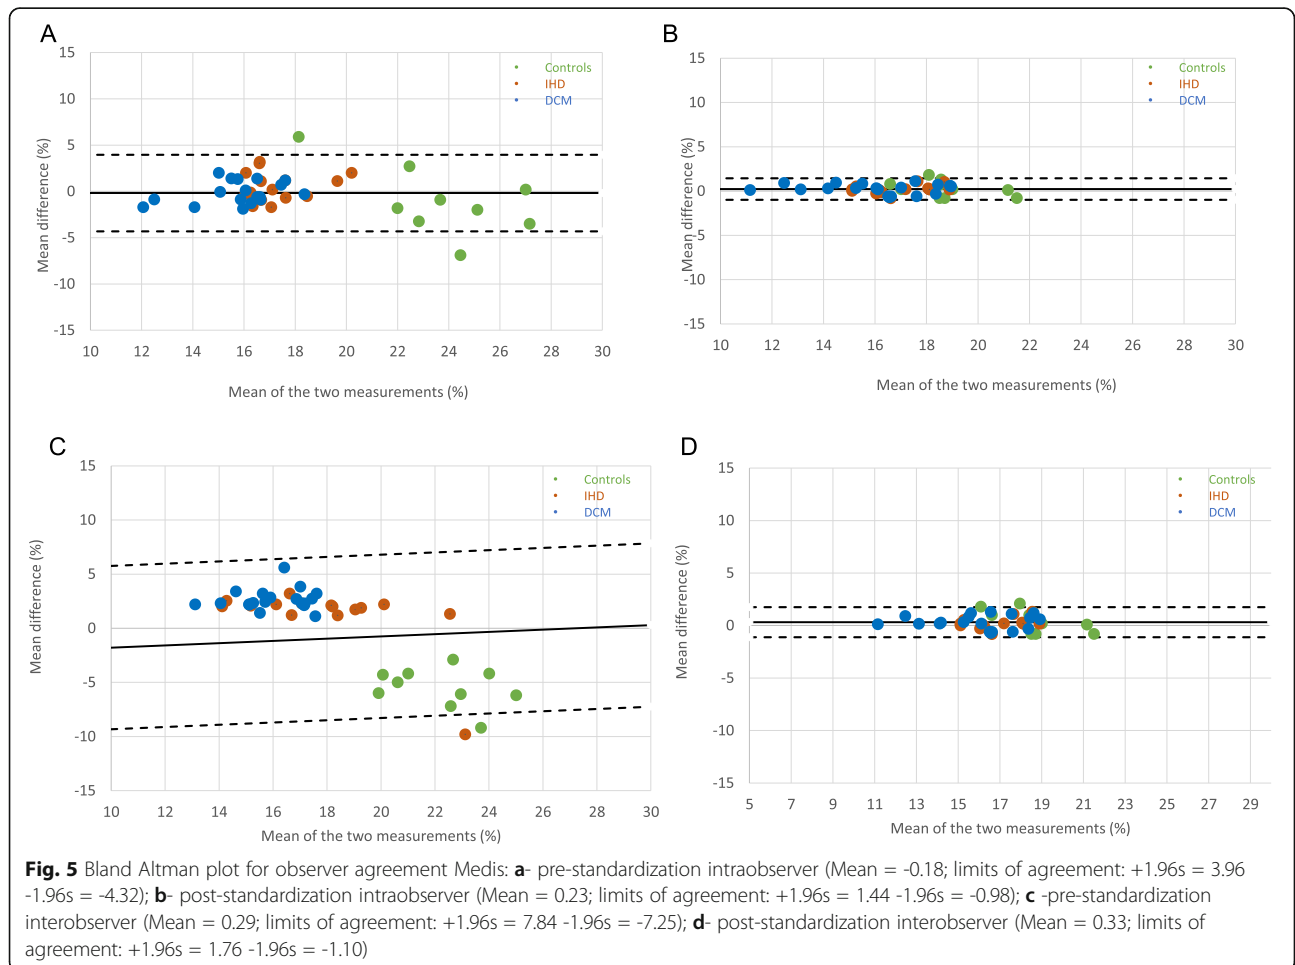 A
15
10
5
0
-5
-10
-15
Mean difference (%)
Controls
IHD
DCM
10 12 14 16 18 20 22 24 26 28 30
Mean of the two measurements (%)
B
15
10
5
0
-5
-10
-15
Mean difference (%)
Controls
IHD
DCM
10 12 14 16 18 20 22 24 26 28 30
Mean of the two measurements (%)
C
15
10
5
0
-5
-10
-15
Mean difference (%)
Controls
IHD
DCM
10 12 14 16 18 20 22 24 26 28 30
Mean of the two measurements (%)
D
15
10
5
0
-5
-10
-15
Mean difference (%)
Controls
IHD
DCM
5 7 9 11 13 15 17 19 21 23 25 27 29
Mean of the two measurements (%)
Fig. 5 Bland Altman plot for observer agreement Medis: a- pre-standardization intraobserver (Mean = -0.18; limits of agreement: +1.96s = 3.96
-1.96s = -4.32); b- post-standardization intraobserver (Mean = 0.23; limits of agreement: +1.96s = 1.44 -1.96s = -0.98); c -pre-standardization
interobserver (Mean = 0.29; limits of agreement: +1.96s = 7.84 -1.96s = -7.25); d- post-standardization interobserver (Mean = 0.33; limits of
agreement: +1.96s = 1.76 -1.96s = -1.10)